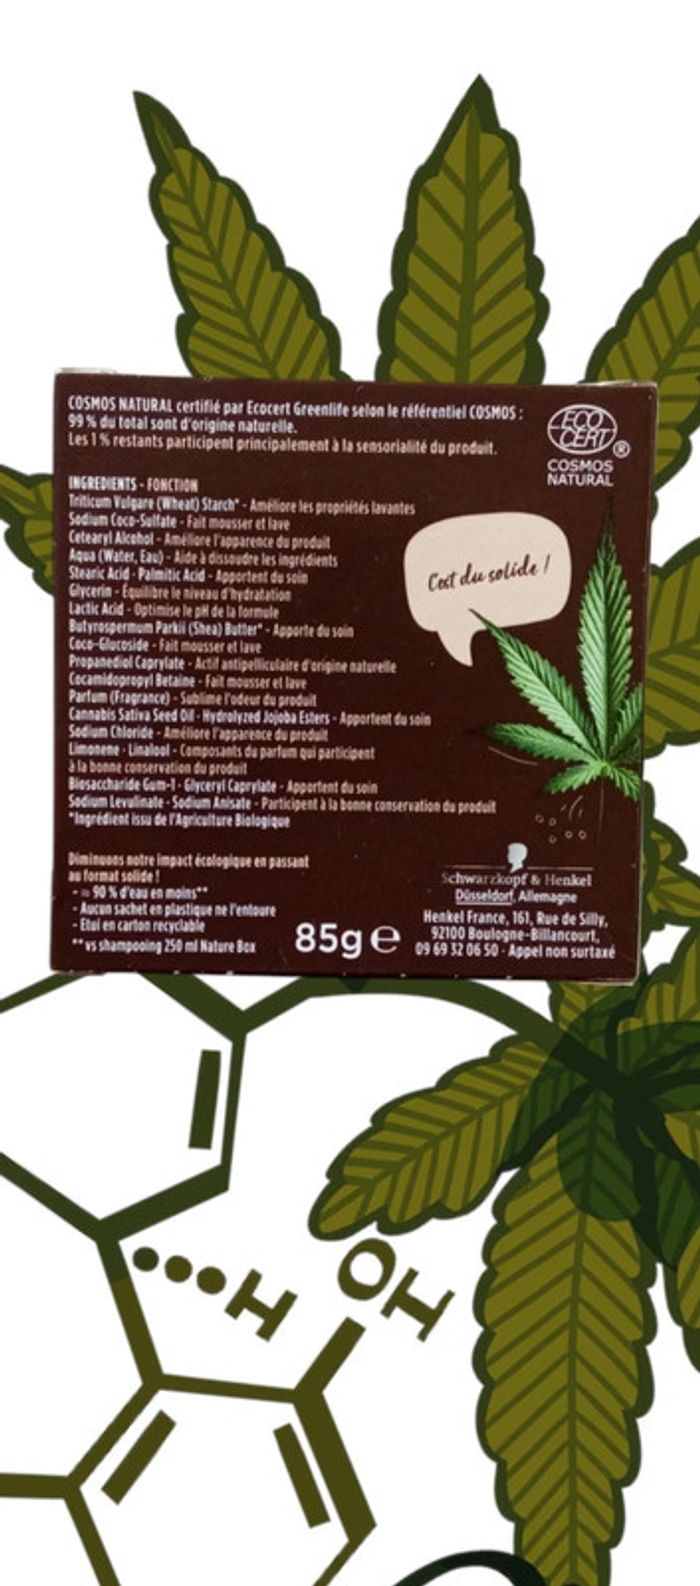 COSMOS NATURAL certifié par Ecocert Greenlife selon le référentiel COSMOS :
99 % du total sont d'origine naturelle.
Les 1 % restants participent principalement à la sensorialité du produit.
ECO
CERT
®
COSMOS
NATURAL
INGREDIENTS - FONCTION
Triticum Vulgare (Wheat) Starch* - Améliore les propriétés lavantes
Sodium Coco-Sulfate - Fait mousser et lave
Cetearyl Alcohol - Améliore l'apparence du produit
Aqua (Water, Eau) - Aide à dissoudre les ingrédients
Stearic Acid · Palmitic Acid - Apportent du soin
Glycerin - Équilibre le niveau d'hydratation
Lactic Acid - Optimise le pH de la formule
Butyrospermum Parkii (Shea) Butter* - Apporte du soin
Coco-Glucoside - Fait mousser et lave
Propanediol Caprylate - Actif antipelliculaire d'origine naturelle
Cocamidopropyl Betaine - Fait mousser et lave
Parfum (Fragrance) - Sublime l'odeur du produit
Cannabis Sativa Seed Oil · Hydrolyzed Jojoba Esters - Apportent du soin
Sodium Chloride - Améliore l'apparence du produit
Limonene · Linalool - Composants du parfum qui participent
à la bonne conservation du produit
Biosaccharide Gum-1 · Glyceryl Caprylate - Apportent du soin
Sodium Levulinate · Sodium Anisate - Participent à la bonne conservation du produit
*Ingrédient issu de l'Agriculture Biologique
C'est du solide !
Diminuons notre impact écologique en passant
au format solide !
- ≈ 90 % d'eau en moins**
- Aucun sachet en plastique ne l'entoure
- Etui en carton recyclable
**vs shampooing 250 ml Nature Box
85g ℮
Schwarzkopf & Henkel
Düsseldorf, Allemagne
Henkel France, 161, Rue de Silly,
92100 Boulogne-Billancourt,
09 69 32 06 50 · Appel non surtaxé
H
OH